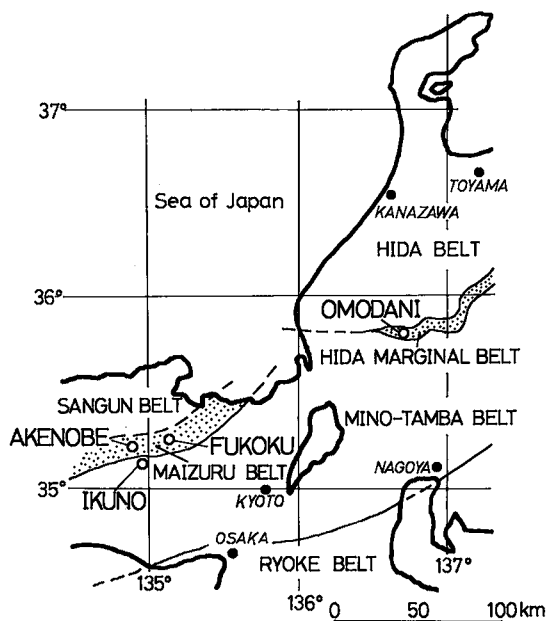 37°
TOYAMA
KANAZAWA
Sea of Japan
HIDA BELT
36°
OMODANI
HIDA MARGINAL BELT
SANGUN BELT
MINO-TAMBA BELT
AKENOBE
FUKOKU
MAIZURU BELT
NAGOYA
IKUNO
35°
KYOTO
OSAKA
RYOKE BELT
135°
137°
136°
0 50 100km